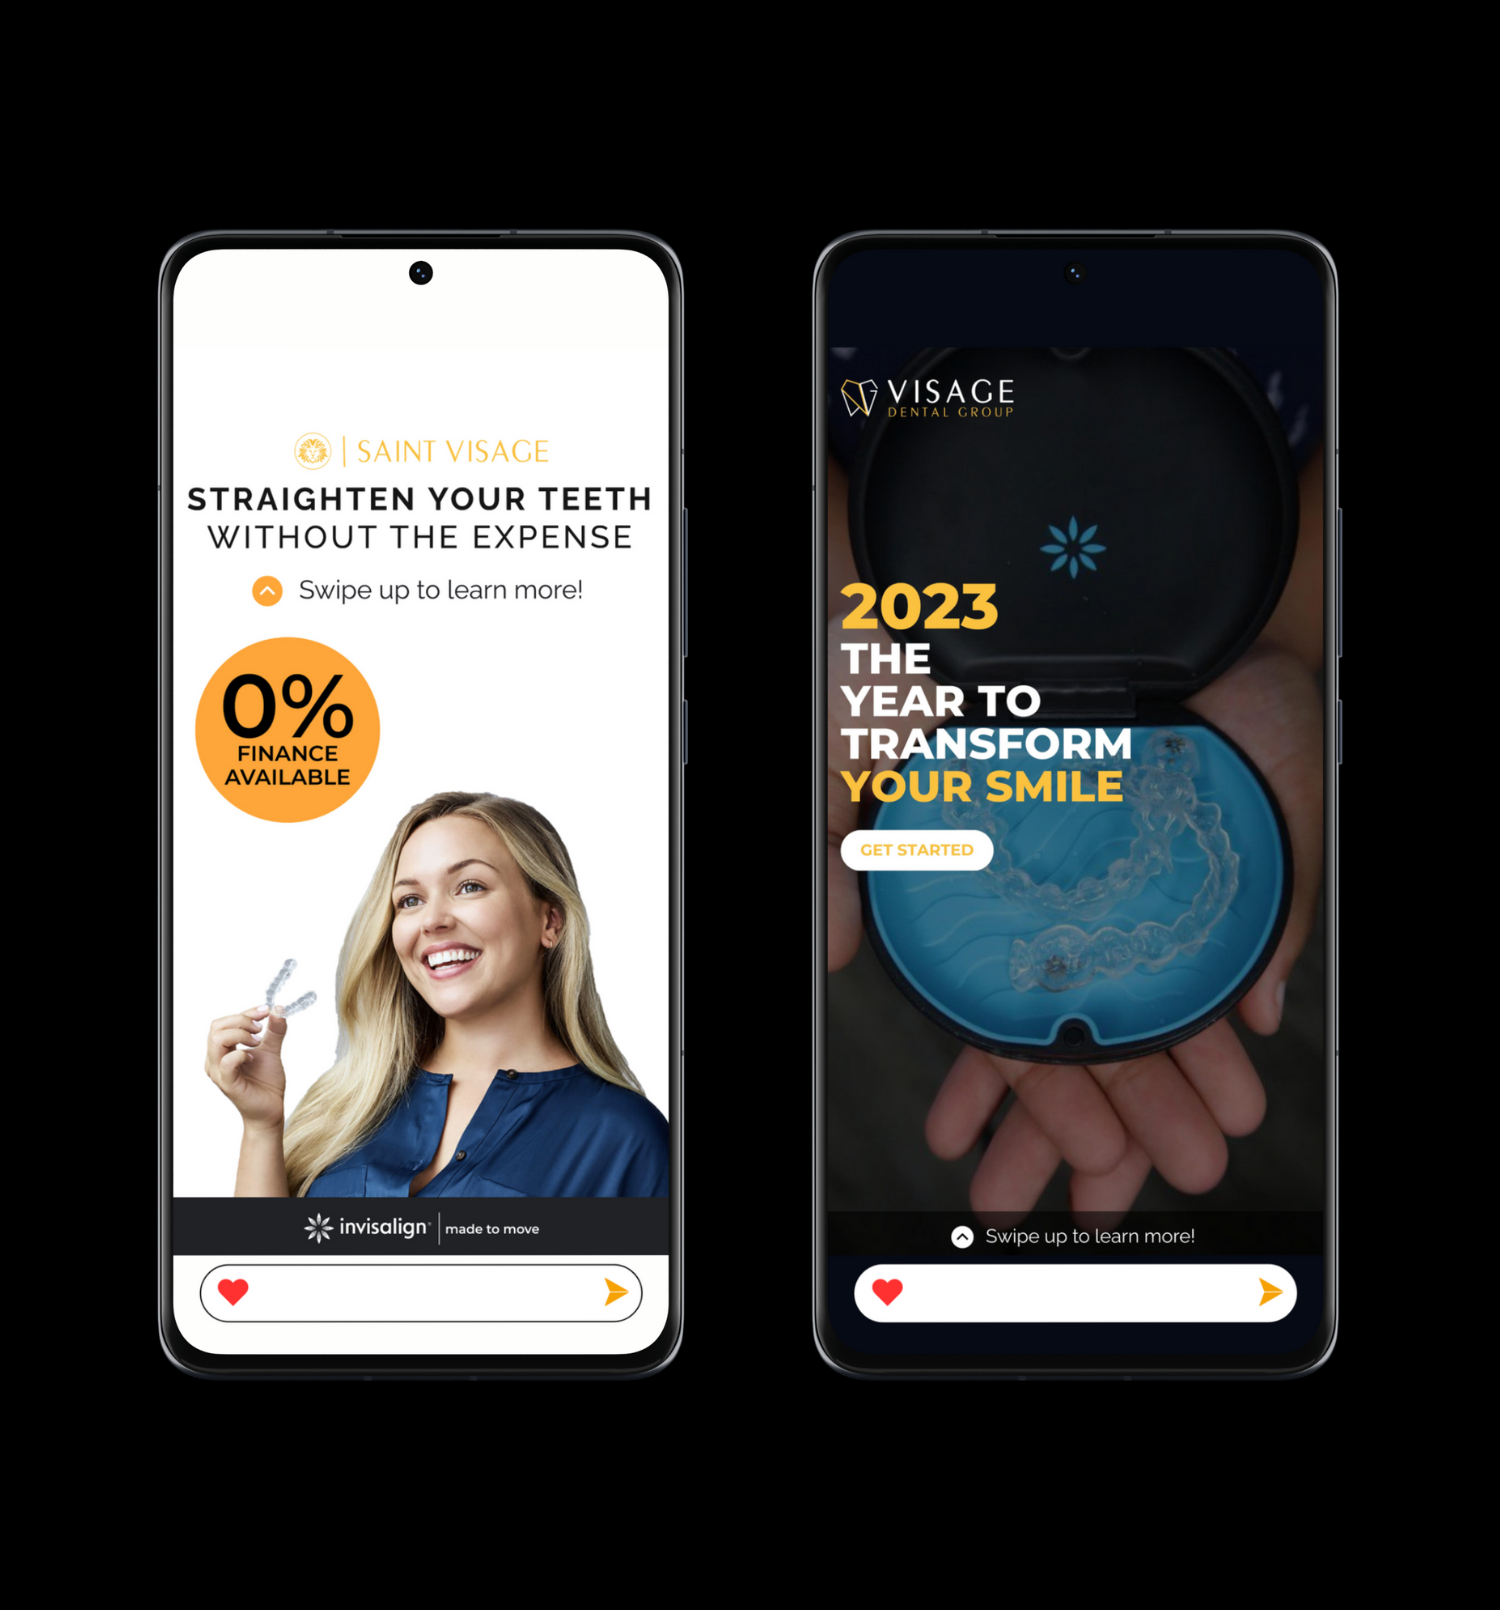 SAINT VISAGE
STRAIGHTEN YOUR TEETH
WITHOUT THE EXPENSE
Swipe up to learn more!
0%
FINANCE
AVAILABLE
invisalign
made to move
VISAGE
DENTAL GROUP
2023
THE
YEAR TO
TRANSFORM
YOUR SMILE
GET STARTED
Swipe up to learn more!